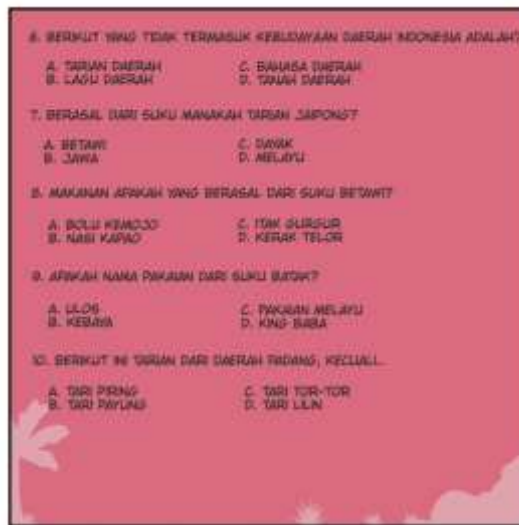 6. BERIKUT YANG TIDAK TERMASUK KEBUDAYAAN DAERAH INDONESIA ADALAH?
A. TARIAN DAERAH
B. LAGU DAERAH
C. BAHASA DAERAH
D. TANAH DAERAH
7. BERASAL DARI SUKU MANAKAH TARIAN JAIPONG?
A. BETAWI
B. JAWA
C. DAYAK
D. MELAYU
8. MAKANAN APAKAH YANG BERASAL DARI SUKU BETAWI?
A. BOLU KEMOJO
B. NASI KAPAO
C. ITAK GURGUR
D. KERAK TELOR
9. APAKAH NAMA PAKAIAN DARI SUKU BATAK?
A. ULOS
B. KEBAYA
C. PAKAIAN MELAYU
D. KING BABA
10. BERIKUT INI TARIAN DARI DAERAH PADANG, KECUALI...
A. TARI PIRING
B. TARI PAYUNG
C. TARI TOR-TOR
D. TARI LILIN